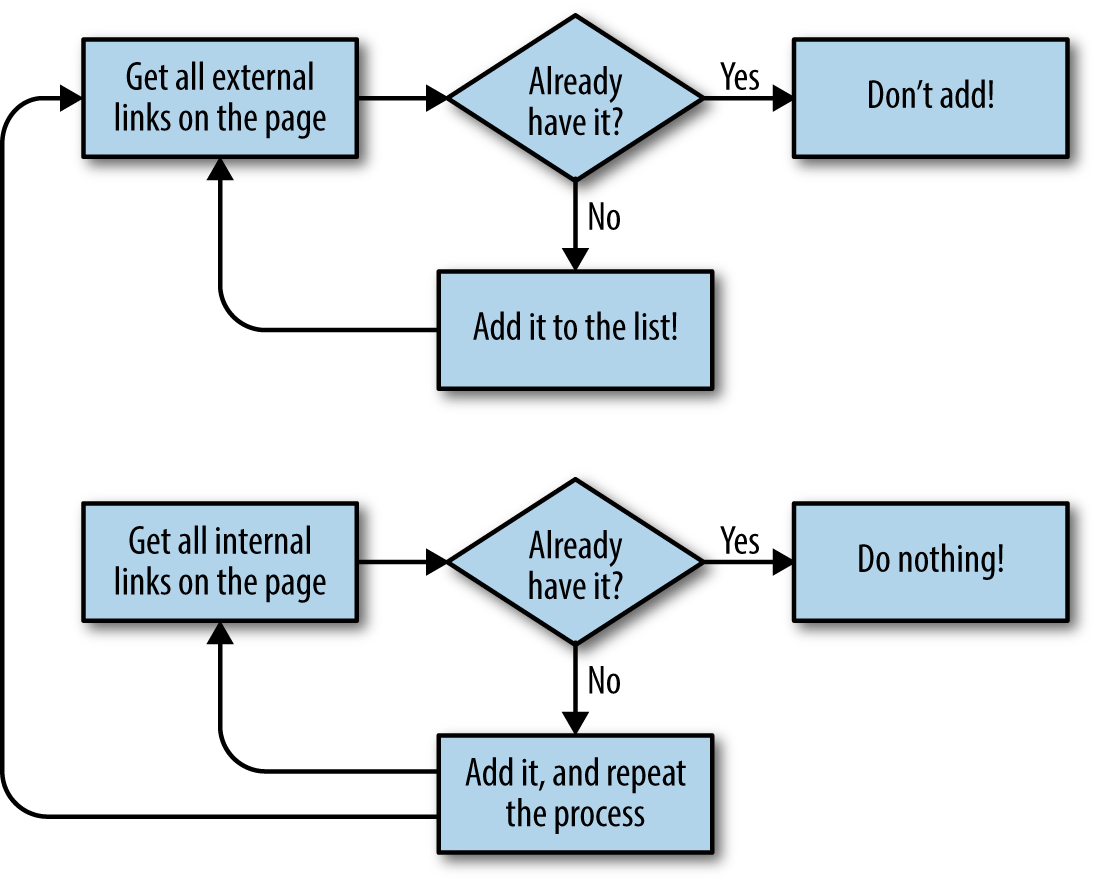 Get all external
links on the page
Already
have it?
Yes
Don't add!
No
Add it to the list!
Get all internal
links on the page
Already
have it?
Yes
Do nothing!
No
Add it, and repeat
the process